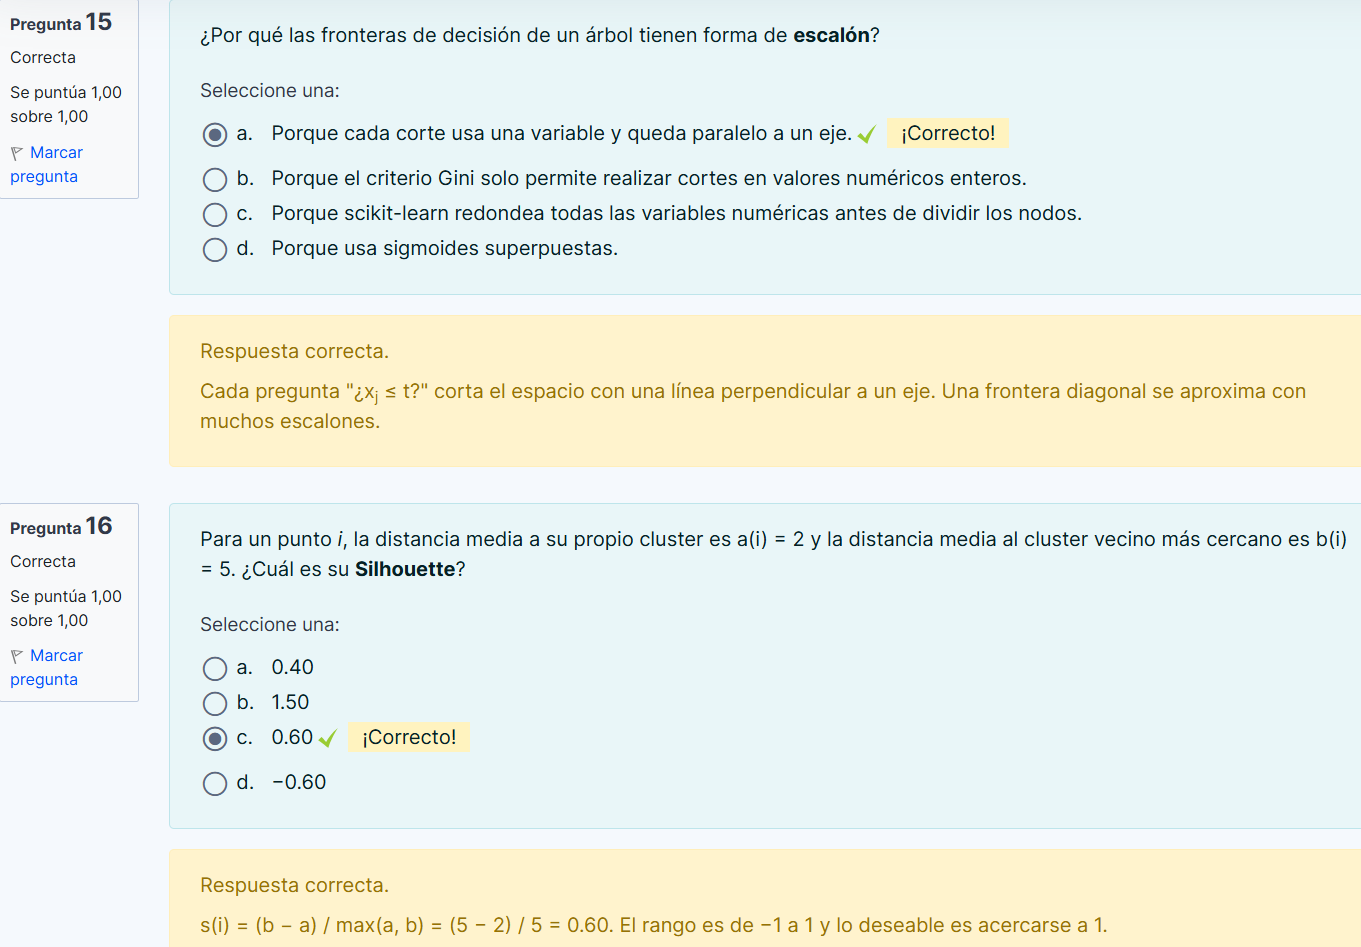 Pregunta 15
Correcta
Se puntúa 1,00
sobre 1,00
Marcar
pregunta
¿Por qué las fronteras de decisión de un árbol tienen forma de escalón?
Seleccione una:
a. Porque cada corte usa una variable y queda paralelo a un eje. ¡Correcto!
b. Porque el criterio Gini solo permite realizar cortes en valores numéricos enteros.
c. Porque scikit-learn redondea todas las variables numéricas antes de dividir los nodos.
d. Porque usa sigmoides superpuestas.
Respuesta correcta.
Cada pregunta "¿xⱼ ≤ t?" corta el espacio con una línea perpendicular a un eje. Una frontera diagonal se aproxima con
muchos escalones.
Pregunta 16
Correcta
Se puntúa 1,00
sobre 1,00
Marcar
pregunta
Para un punto i, la distancia media a su propio cluster es a(i) = 2 y la distancia media al cluster vecino más cercano es b(i)
= 5. ¿Cuál es su Silhouette?
Seleccione una:
a. 0.40
b. 1.50
c. 0.60 ¡Correcto!
d. −0.60
Respuesta correcta.
s(i) = (b − a) / max(a, b) = (5 − 2) / 5 = 0.60. El rango es de −1 a 1 y lo deseable es acercarse a 1.